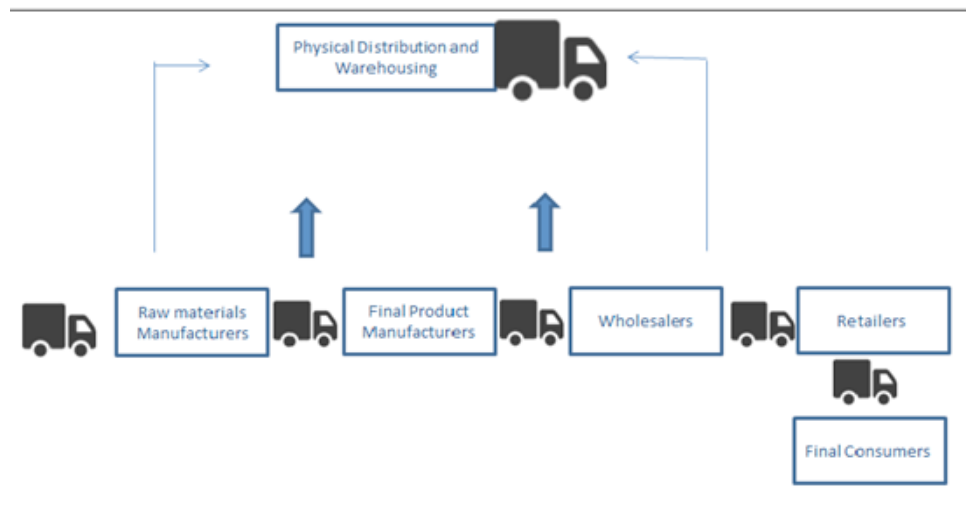 Physical Distribution and
Warehousing
Raw materials
Manufacturers
Final Product
Manufacturers
Wholesalers
Retailers
Final Consumers